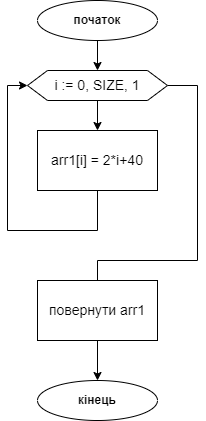 початок
i := 0, SIZE, 1
arr1[i] = 2*i+40
повернути arr1
кінець